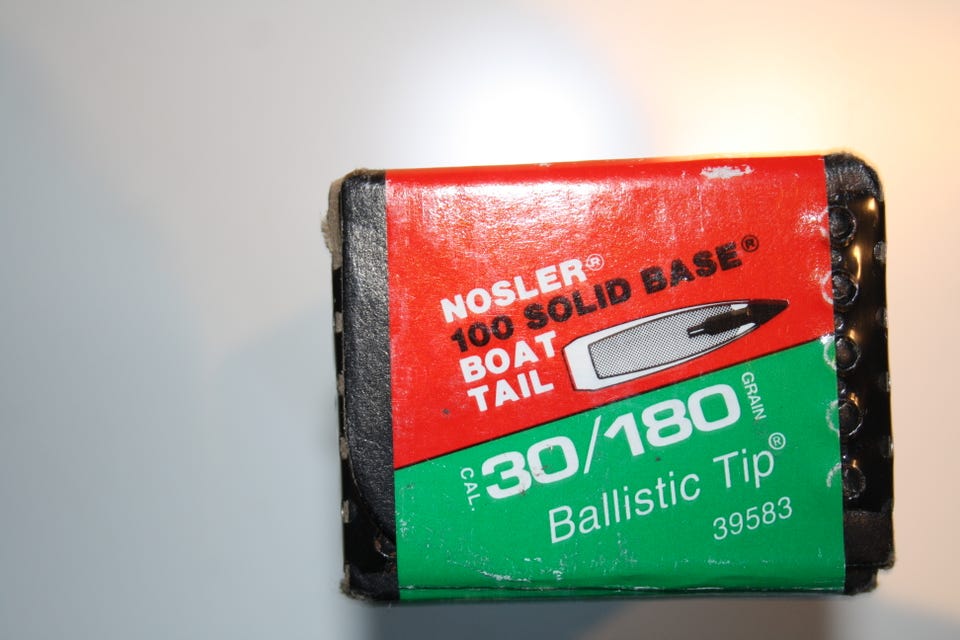 NOSLER®
100 SOLID BASE®
BOAT
TAIL
CAL. 30/180 GRAIN
Ballistic Tip®
39583